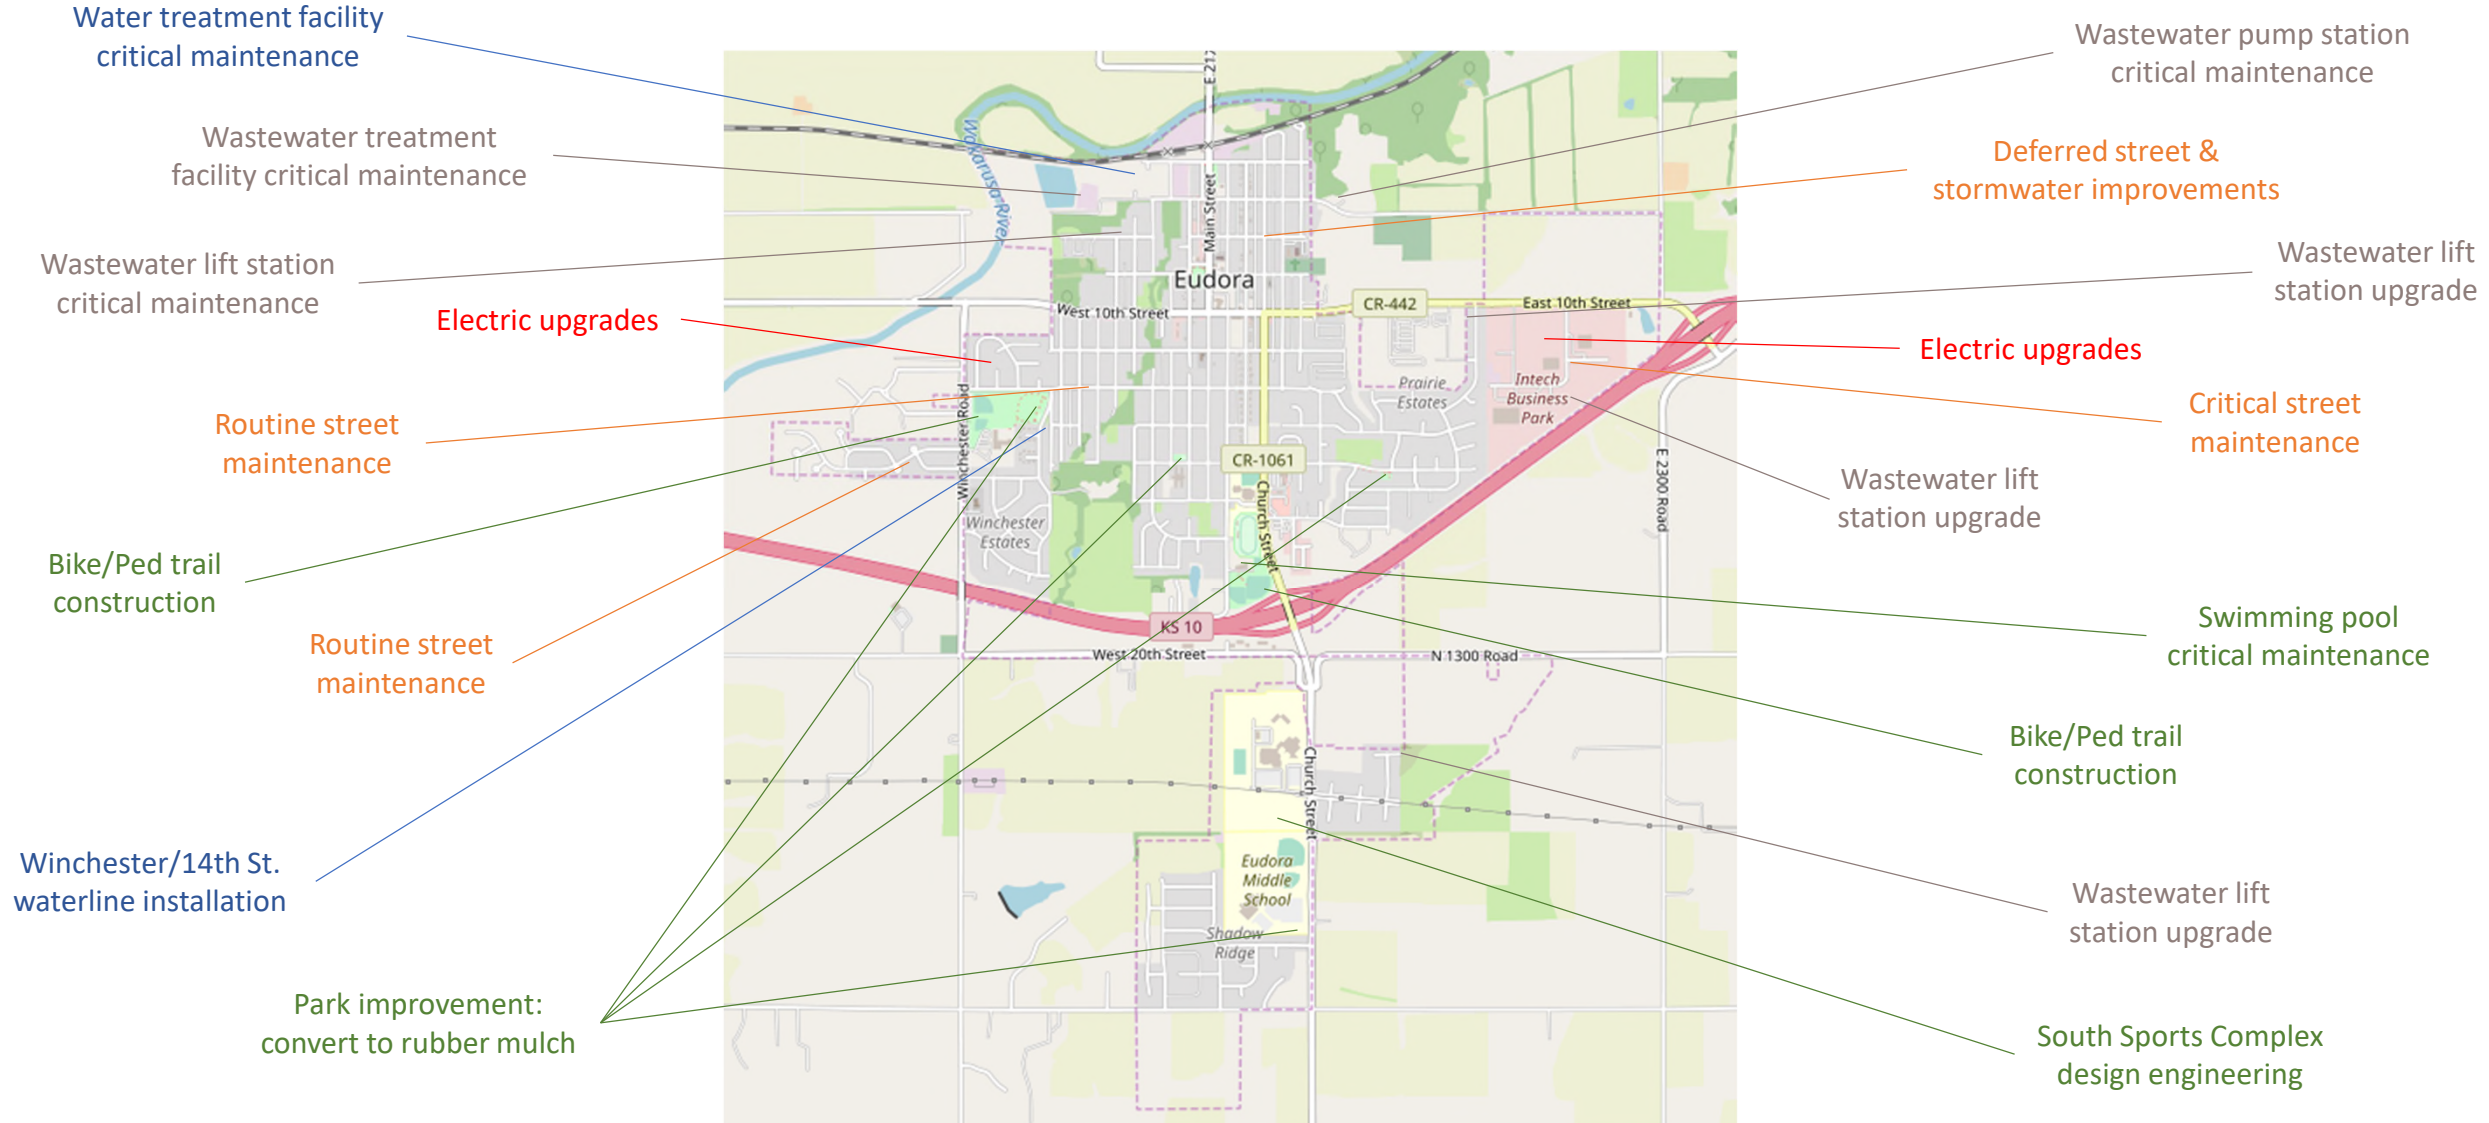 Water treatment facility
critical maintenance
Wastewater treatment
facility critical maintenance
Wastewater lift station
critical maintenance
Electric upgrades
Routine street
maintenance
Bike/Ped trail
construction
Routine street
maintenance
Winchester/14th St.
waterline installation
Park improvement:
convert to rubber mulch
E 217
Wakarusa River
Main Street
Eudora
West 10th Street
CR-442
East 10th Street
Prairie
Estates
Intech
Business
Park
Winchester Road
CR-1061
Church Street
E 2300 Road
Winchester
Estates
KS 10
West 20th Street
N 1300 Road
Church Street
Eudora
Middle
School
Shadow
Ridge
Wastewater pump station
critical maintenance
Deferred street &
stormwater improvements
Wastewater lift
station upgrade
Electric upgrades
Critical street
maintenance
Wastewater lift
station upgrade
Swimming pool
critical maintenance
Bike/Ped trail
construction
Wastewater lift
station upgrade
South Sports Complex
design engineering